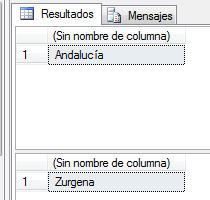 Resultados Mensajes
(Sin nombre de columna)
1 Andalucía
(Sin nombre de columna)
1 Zurgena